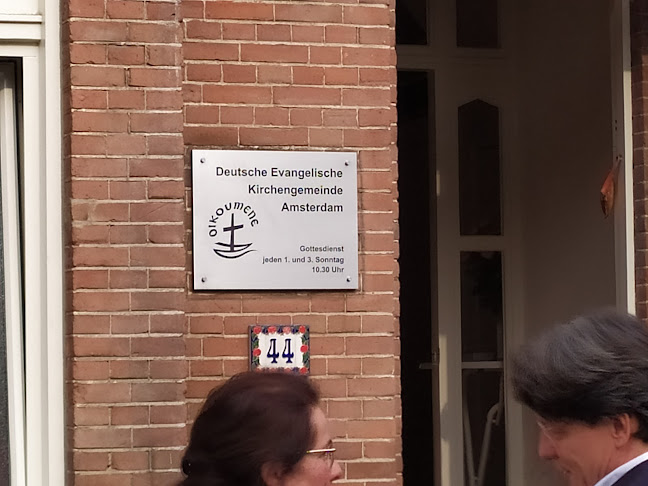 Deutsche Evangelische
Kirchengemeinde
Amsterdam
OIKOUMENE
Gottesdienst
jeden 1. und 3. Sonntag
10.30 Uhr
44